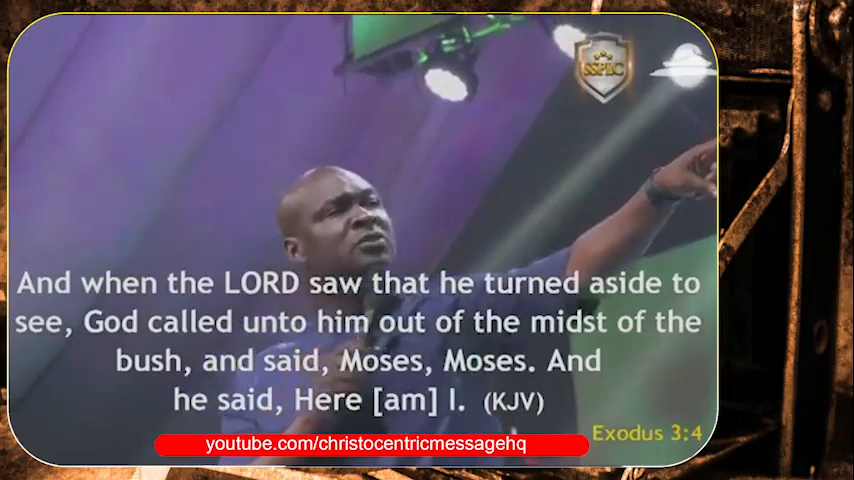 SSPLC
And when the LORD saw that he turned aside to
see, God called unto him out of the midst of the
bush, and said, Moses, Moses. And
he said, Here [am] I. (KJV)
Exodus 3:4
youtube.com/christocentricmessagehq